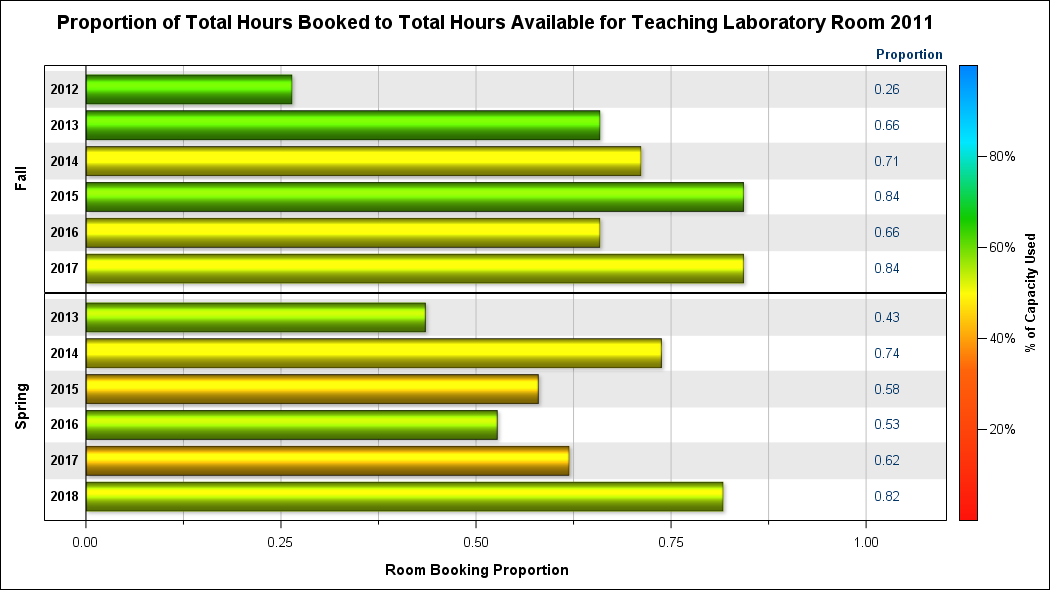 Proportion of Total Hours Booked to Total Hours Available for Teaching Laboratory Room 2011
Proportion
Fall
2012 0.26
2013 0.66
2014 0.71
2015 0.84
2016 0.66
2017 0.84
Spring
2013 0.43
2014 0.74
2015 0.58
2016 0.53
2017 0.62
2018 0.82
0.00 0.25 0.50 0.75 1.00
Room Booking Proportion
80%
60%
40%
20%
% of Capacity Used